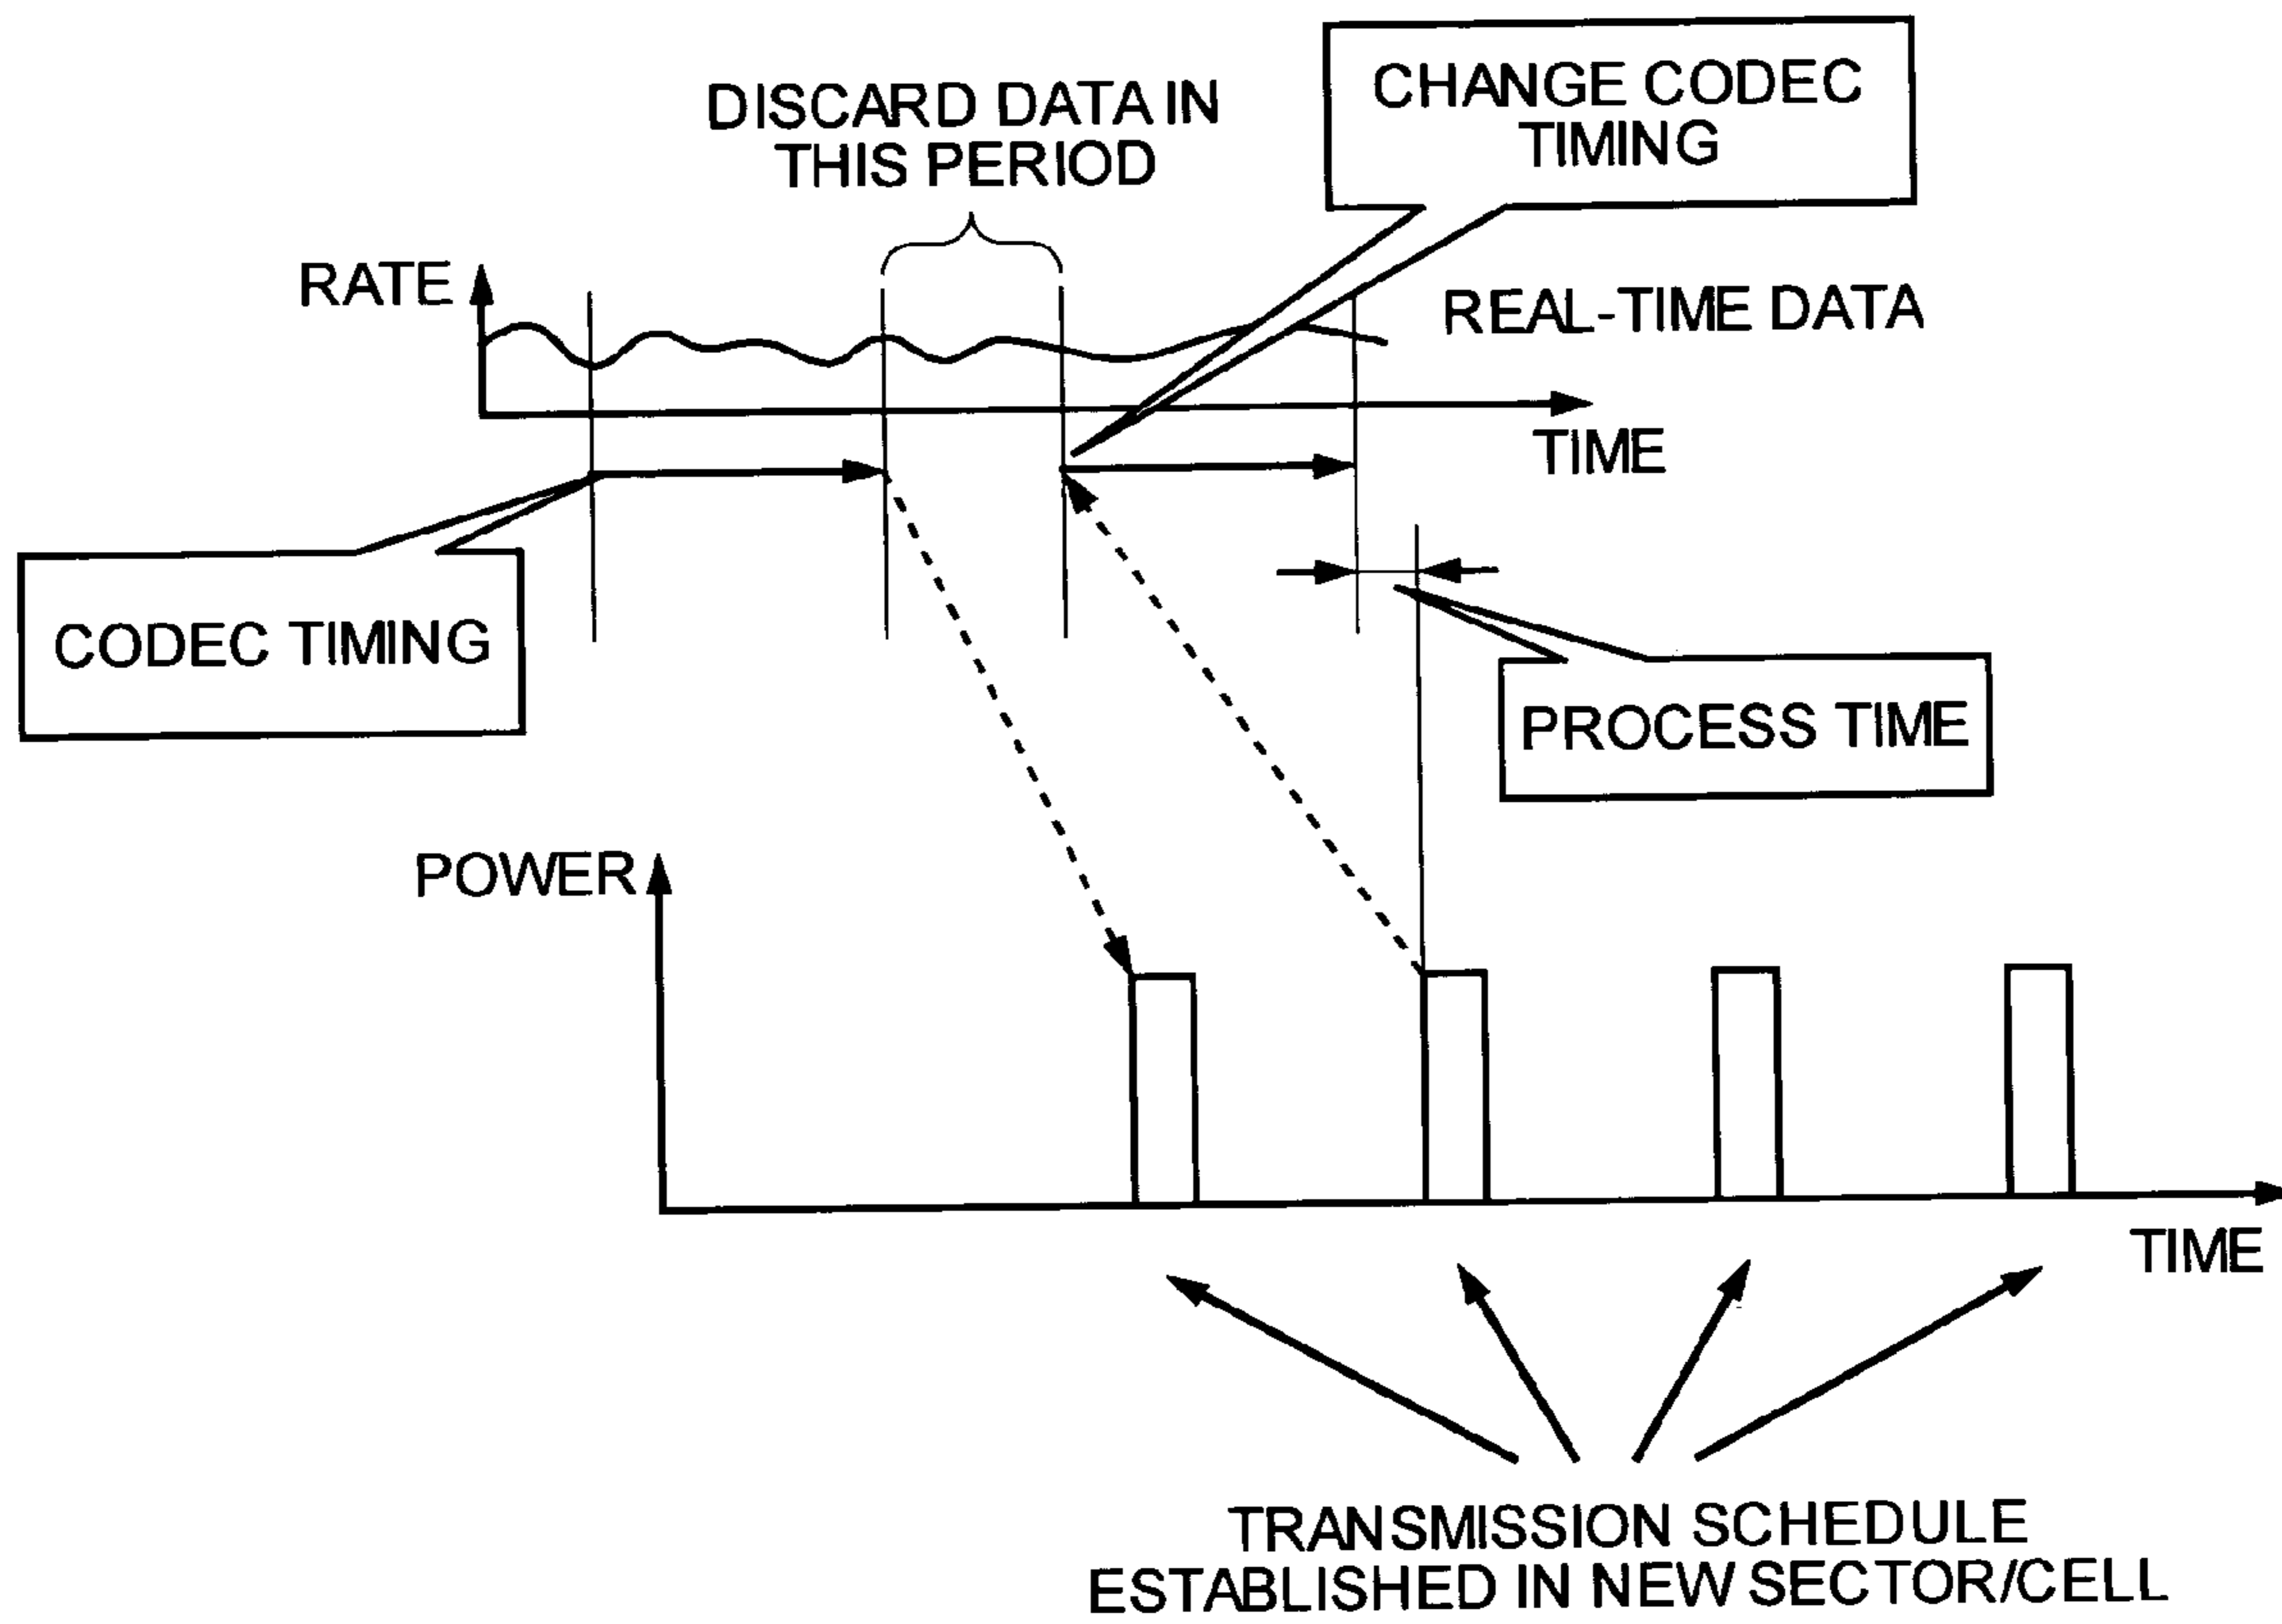 DISCARD DATA IN
THIS PERIOD
CHANGE CODEC
TIMING
RATE
REAL-TIME DATA
TIME
CODEC TIMING
PROCESS TIME
POWER
TIME
TRANSMISSION SCHEDULE
ESTABLISHED IN NEW SECTOR/CELL